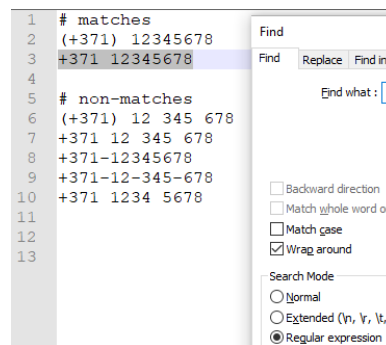 1 # matches
2 (+371) 12345678
3 +371 12345678
4
5 # non-matches
6 (+371) 12 345 678
7 +371 12 345 678
8 +371-12345678
9 +371-12-345-678
10 +371 1234 5678
11
12
13
Find
Find Replace Find in
Find what :
Backward direction
Match whole word o
Match case
Wrap around
Search Mode
Normal
Extended (\n, \r, \t,
Regular expression